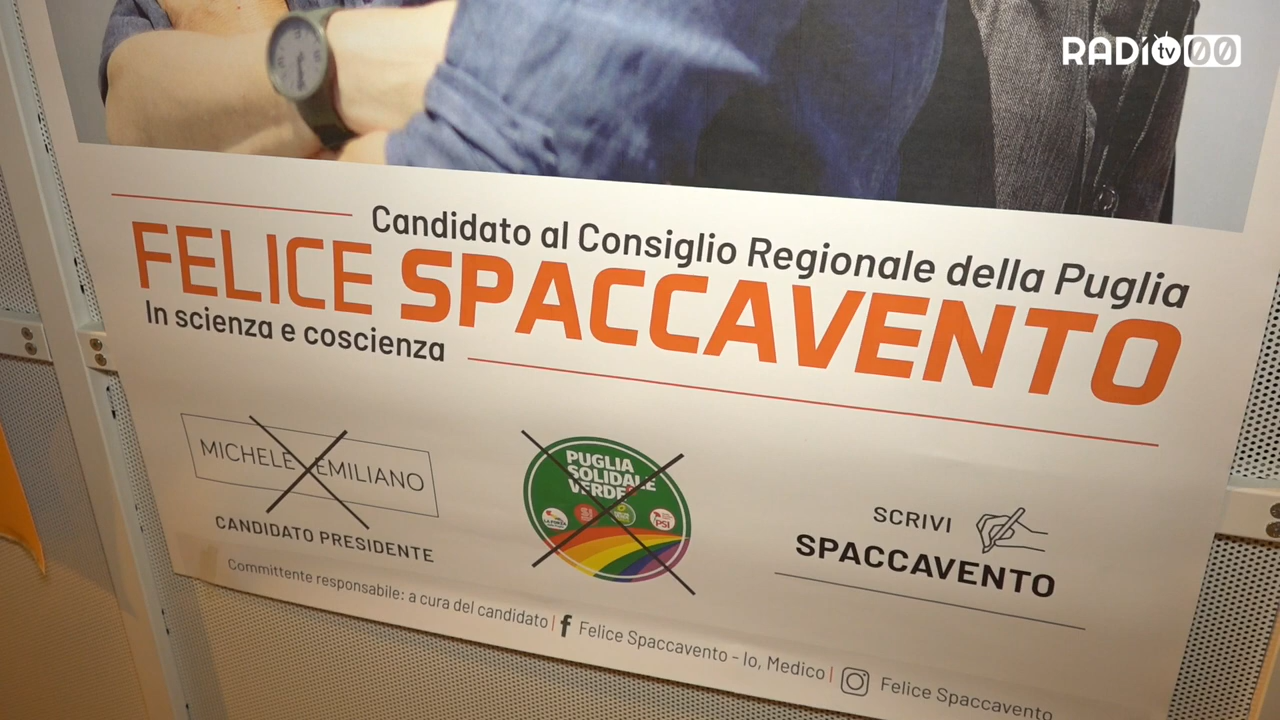 RADIO tv 00
Candidato al Consiglio Regionale della Puglia
FELICE SPACCAVENTO
In scienza e coscienza
MICHELE EMILIANO
CANDIDATO PRESIDENTE
PUGLIA
SOLIDALE
VERDE
PSI
SCRIVI
SPACCAVENTO
Committente responsabile: a cura del candidato | f Felice Spaccavento - Io, Medico | Felice Spaccavento